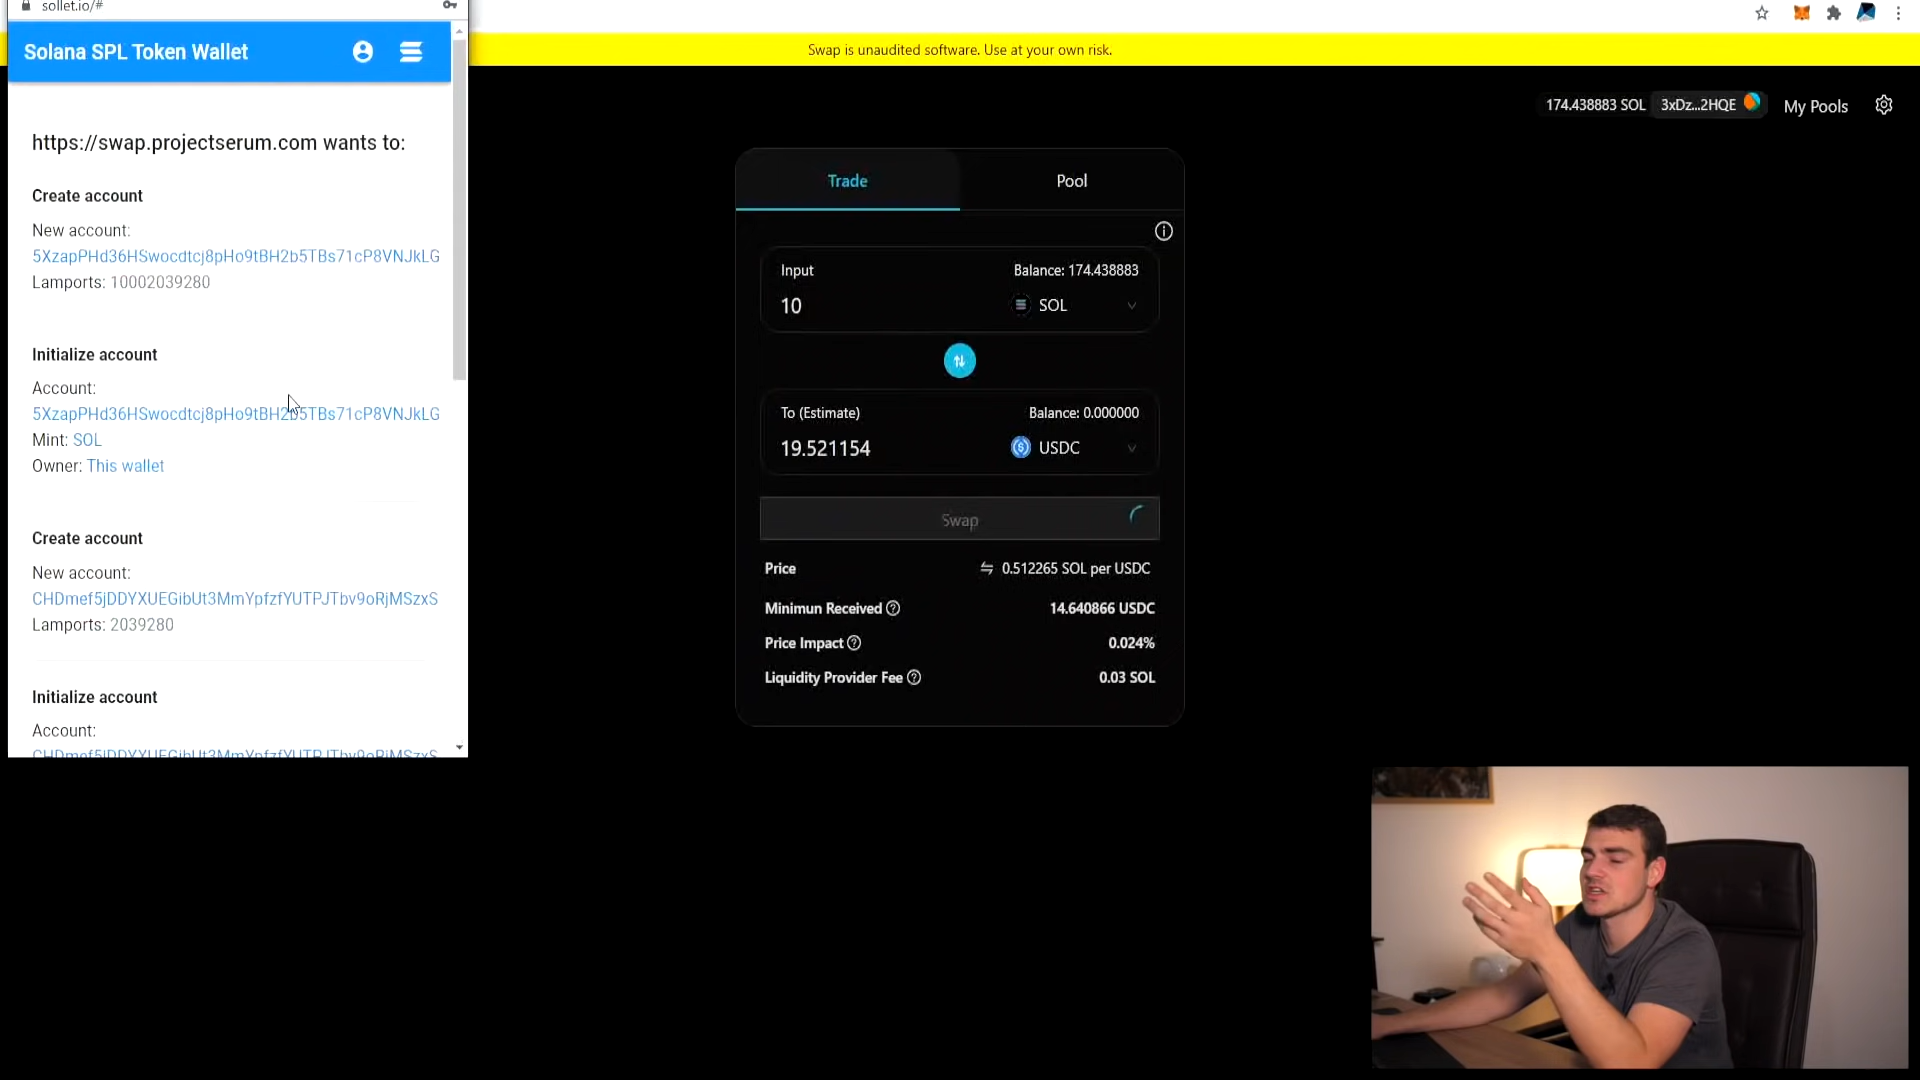 sollet.io/#
Solana SPL Token Wallet
https://swap.projectserum.com wants to:
Create account
New account:
5XzapPHd36HSwocdtcj8pHo9tBH2b5TBs71cP8VNJkLG
Lamports: 10002039280
Initialize account
Account:
5XzapPHd36HSwocdtcj8pHo9tBH2b5TBs71cP8VNJkLG
Mint: SOL
Owner: This wallet
Create account
New account:
CHDmef5jDDYXUEGibUt3MmYpfzfYUTPJTbv9oRjMSzxS
Lamports: 2039280
Initialize account
Account:
CHDmef5jDDYXUEGibUt3MmYpfzfYUTPJTbv9oRjMSzxS
Swap is unaudited software. Use at your own risk.
174.438883 SOL 3xDz...2HQE My Pools
Trade Pool
Input Balance: 174.438883
10 SOL
To (Estimate) Balance: 0.000000
19.521154 USDC
Swap
Price 0.512265 SOL per USDC
Minimun Received 14.640866 USDC
Price Impact 0.024%
Liquidity Provider Fee 0.03 SOL